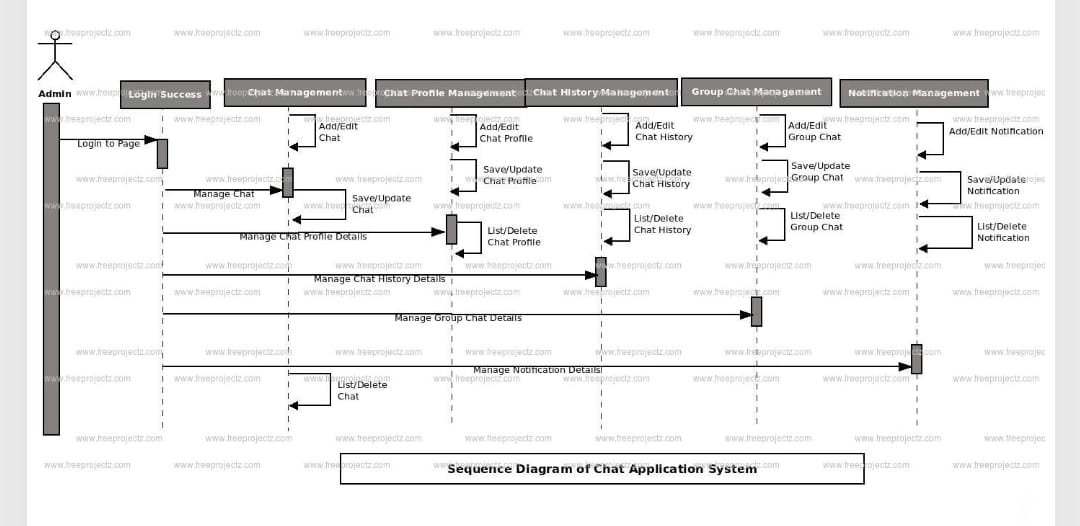 Admin
Login Success
Chat Management
Chat Profile Management
Chat History Management
Group Chat Management
Notification Management
Login to Page
Add/Edit
Chat
Add/Edit
Chat Profile
Add/Edit
Chat History
Add/Edit
Group Chat
Add/Edit Notification
Manage Chat
Save/Update
Chat
Save/Update
Chat Profile
Save/Update
Chat History
Save/Update
Group Chat
Save/Update
Notification
Manage Chat Profile Details
List/Delete
Chat Profile
List/Delete
Chat History
List/Delete
Group Chat
List/Delete
Notification
Manage Chat History Details
Manage Group Chat Details
Manage Notification Details
List/Delete
Chat
Sequence Diagram of Chat Application System
www.freeprojectz.com